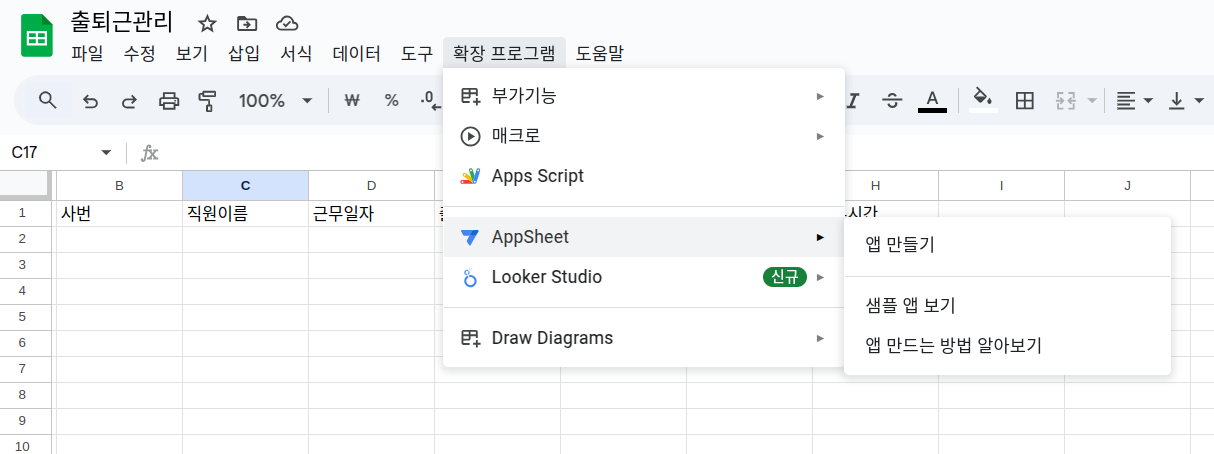 출퇴근관리
파일 수정 보기 삽입 서식 데이터 도구 확장 프로그램 도움말
100% ₩ % .0 I S A
C17 fx
B C D H I J
1 사번 직원이름 근무일자 시간
2
3
4
5
6
7
8
9
10
부가기능
매크로
Apps Script
AppSheet
Looker Studio 신규
Draw Diagrams
앱 만들기
샘플 앱 보기
앱 만드는 방법 알아보기